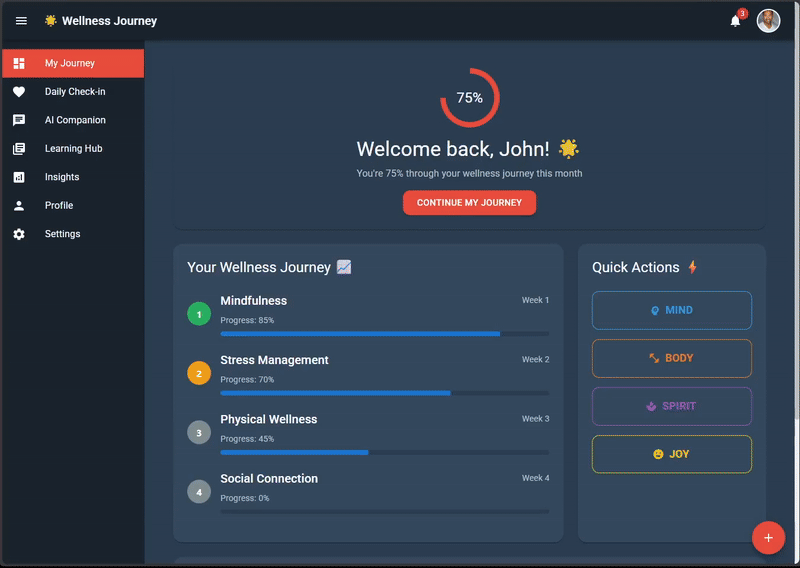 🌟 Wellness Journey
3
My Journey
Daily Check-in
AI Companion
Learning Hub
Insights
Profile
Settings
75%
Welcome back, John! 🌟
You're 75% through your wellness journey this month
CONTINUE MY JOURNEY
Your Wellness Journey 📈
1
Mindfulness
Week 1
Progress: 85%
2
Stress Management
Week 2
Progress: 70%
3
Physical Wellness
Week 3
Progress: 45%
4
Social Connection
Week 4
Progress: 0%
Quick Actions ⚡
MIND
BODY
SPIRIT
JOY
+